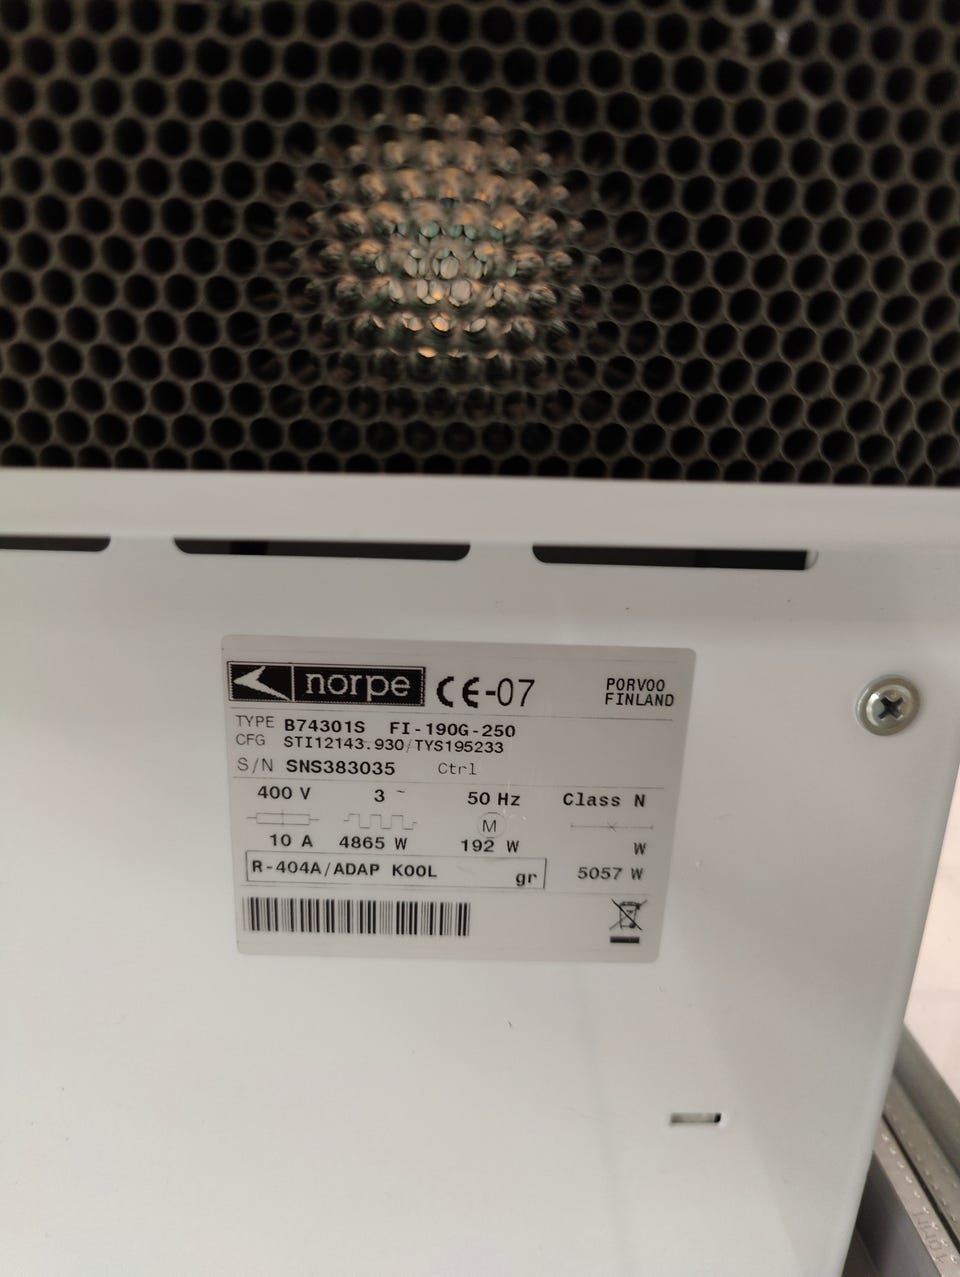 norpe CE-07 PORVOO
FINLAND
TYPE B74301S FI-190G-250
CFG STI12143.930/TYS195233
S/N SNS383035 Ctrl
400 V 3 ~ 50 Hz Class N
M
10 A 4865 W 192 W W
R-404A/ADAP KOOL gr 5057 W